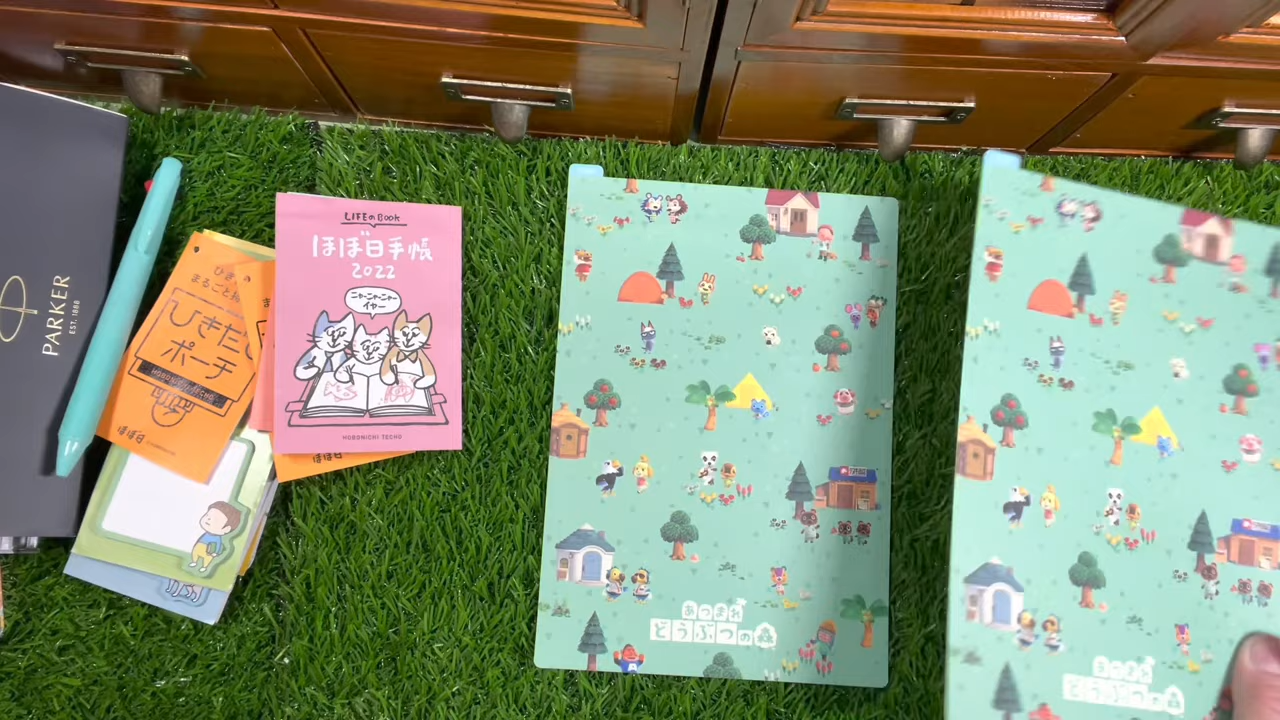 PARKER
EST. 1888
ひきだし
ポーチ
HOBONICHI TECHO
ほぼ日
LIFEのBOOK
ほぼ日手帳
2022
ニャーニャーニャー
イヤー
HOBONICHI TECHO
ほぼ日
あつまれ
どうぶつの森
あつまれ
どうぶつの森